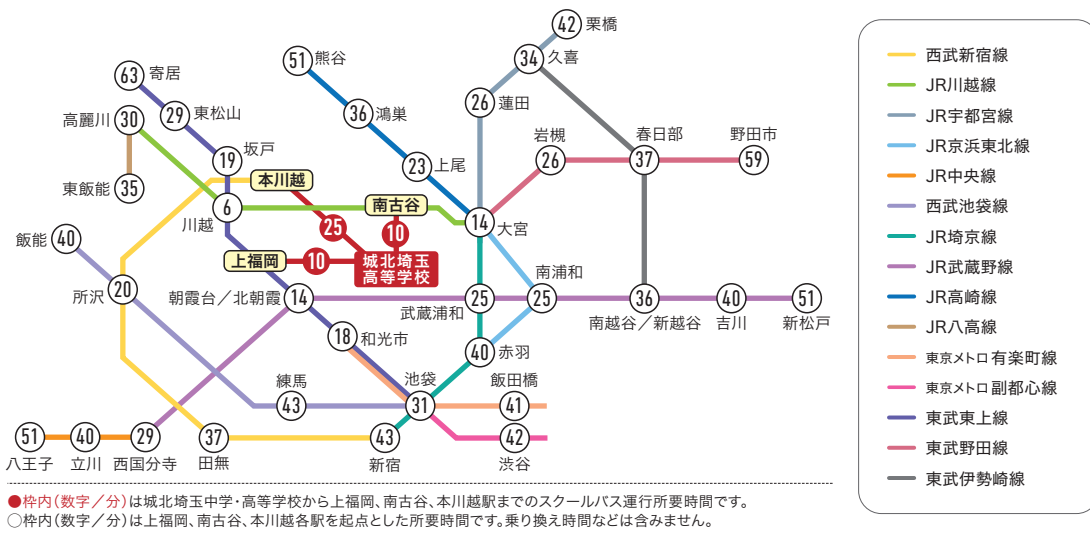 42 栗橋
34 久喜
51 熊谷
63 寄居
29 東松山
36 鴻巣
26 蓮田
高麗川 30
19 坂戸
23 上尾
岩槻 26
春日部 37
野田市 59
東飯能 35
本川越
6 川越
南古谷
14 大宮
25
10
飯能 40
上福岡
10
城北埼玉
高等学校
南浦和 25
所沢 20
朝霞台/北朝霞 14
25 武蔵浦和
36 南越谷/新越谷
40 吉川
51 新松戸
18 和光市
40 赤羽
練馬 43
池袋 31
飯田橋 41
51 八王子
40 立川
29 西国分寺
37 田無
43 新宿
42 渋谷
西武新宿線
JR川越線
JR宇都宮線
JR京浜東北線
JR中央線
西武池袋線
JR埼京線
JR武蔵野線
JR高崎線
JR八高線
東京メトロ 有楽町線
東京メトロ 副都心線
東武東上線
東武野田線
東武伊勢崎線
●枠内(数字/分)は城北埼玉中学・高等学校から上福岡、南古谷、本川越駅までのスクールバス運行所要時間です。
○枠内(数字/分)は上福岡、南古谷、本川越各駅を起点とした所要時間です。乗り換え時間などは含みません。